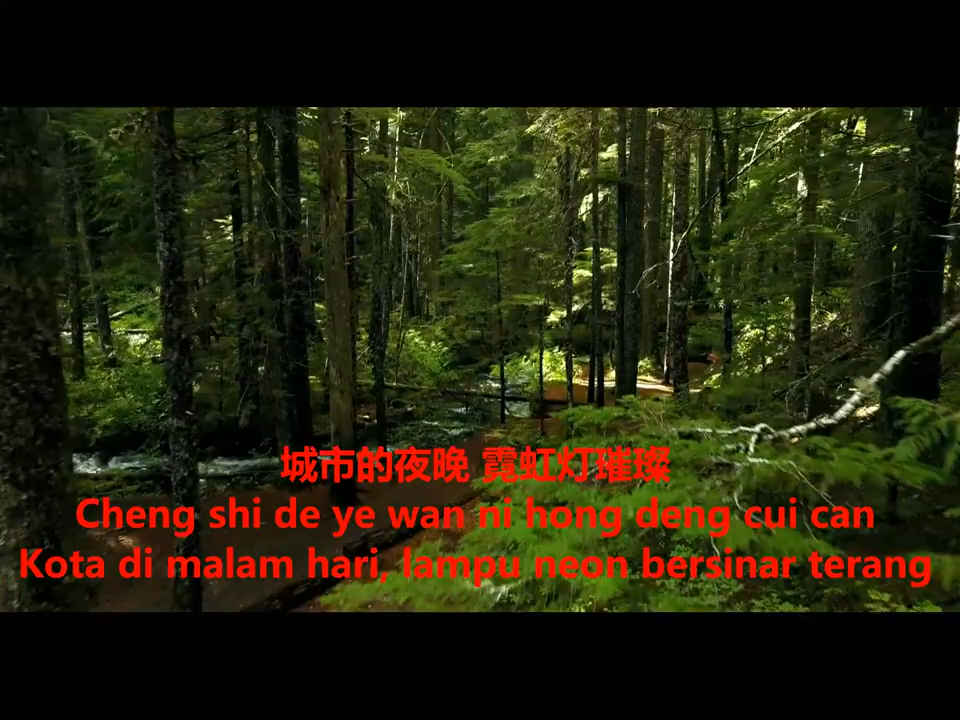 城市的夜晚 霓虹灯璀璨
Cheng shi de ye wan ni hong deng cui can
Kota di malam hari, lampu neon bersinar terang